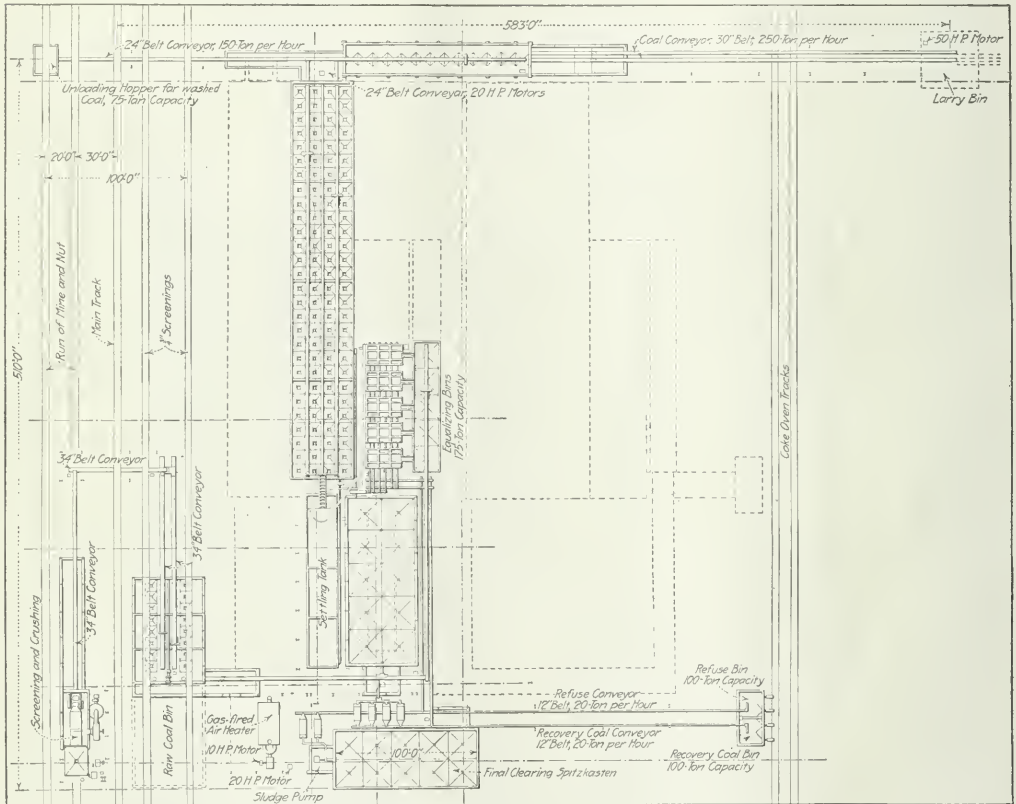 583'0"
24" Belt Conveyor, 150-Ton per Hour
Coal Conveyor, 30" Belt, 250-Ton per Hour
50 H.P. Motor
Unloading Hopper for washed
Coal, 75-Ton Capacity
24" Belt Conveyor, 20 H.P. Motors
Larry Bin
20'0"
30'0"
100'0"
Run of Mine and Nut
Main Track
Screenings
510'0"
Equalizing Bins
175-Ton Capacity
Coke Oven Tracks
34" Belt Conveyor
34" Belt Conveyor
34" Belt Conveyor
Screening and Crushing
Settling Tank
Raw Coal Bin
Refuse Bin
100-Ton Capacity
Refuse Conveyor
12" Belt, 20-Ton per Hour
Recovery Coal Conveyor
12" Belt, 20-Ton per Hour
Recovery Coal Bin
100-Ton Capacity
Gas-fired
Air Heater
10 H.P. Motor
20 H.P. Motor
Sludge Pump
100'-0"
Final Clearing Spitzkasten